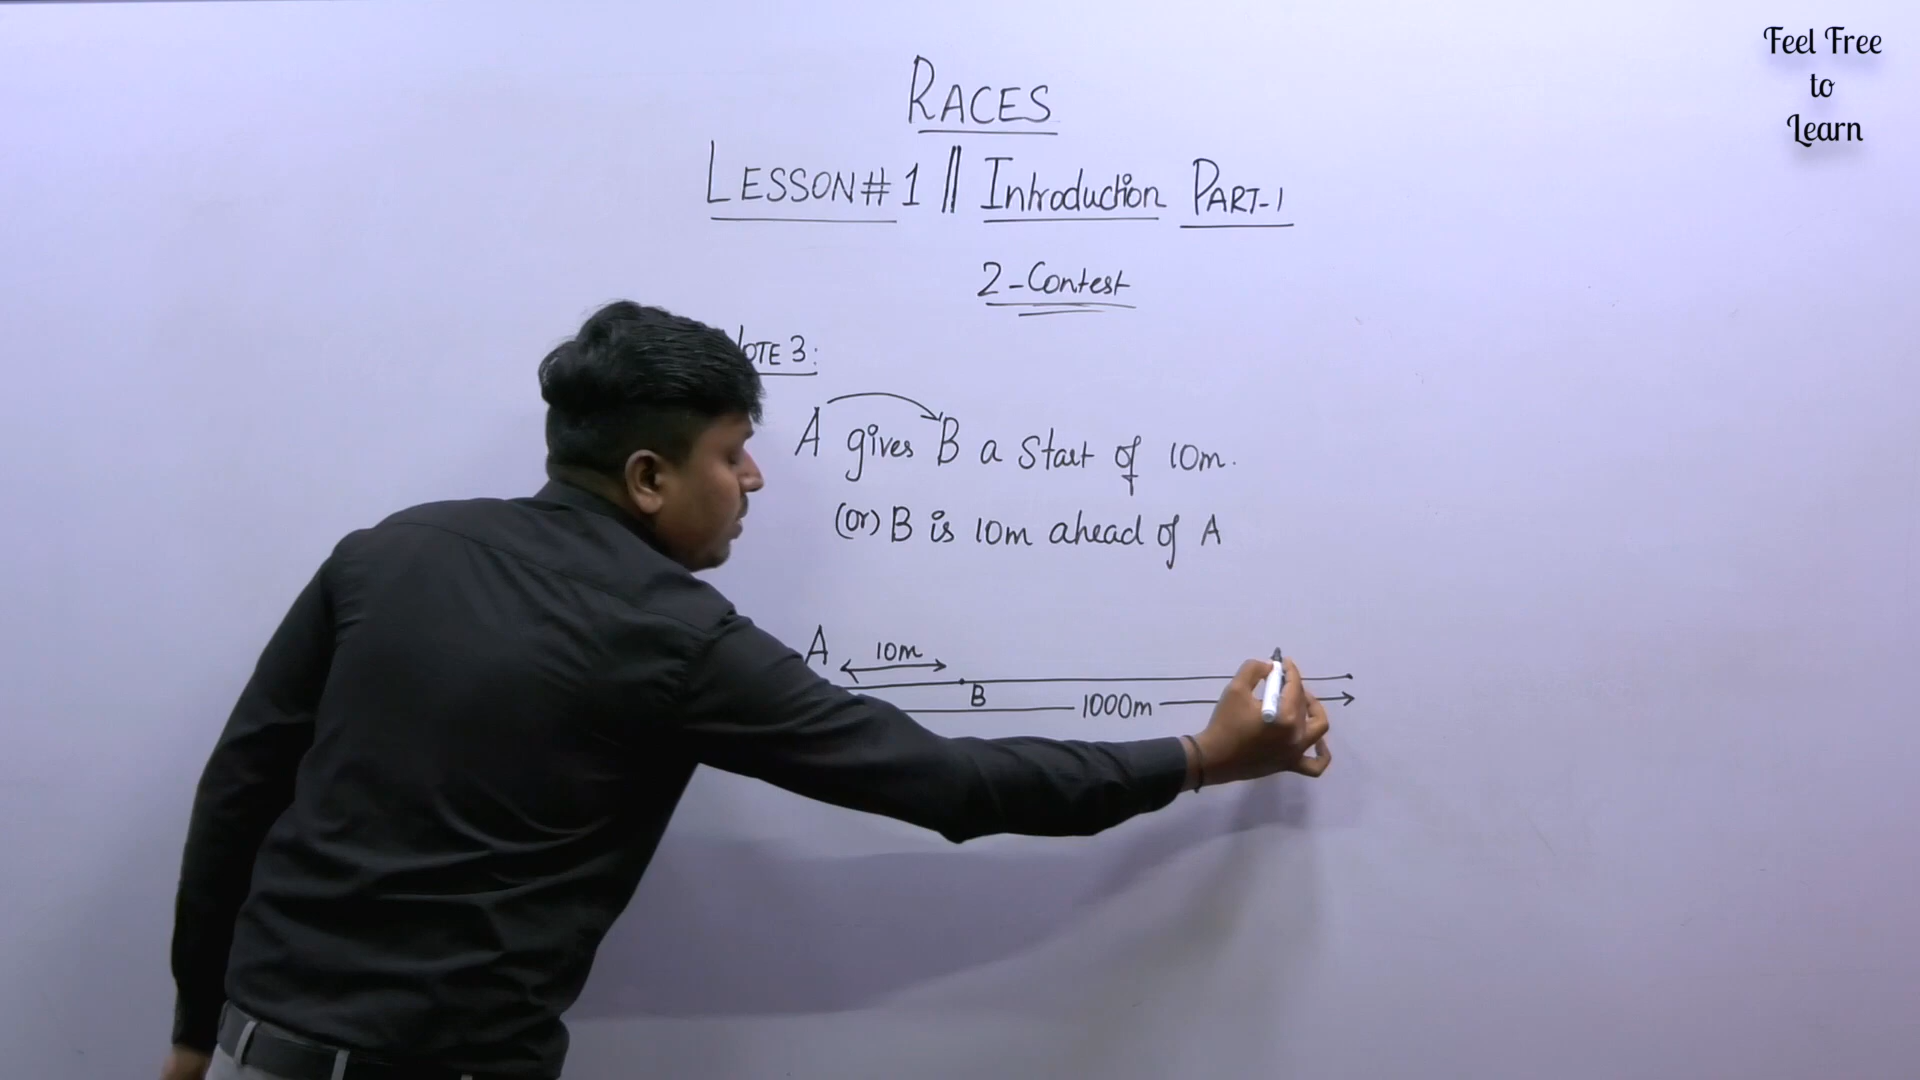 Feel Free
to
Learn
RACES
LESSON# 1 || Introduction PART-1
2-Contest
NOTE 3:
A gives B a Start of 10m.
(or) B is 10m ahead of A
A 10m
B 1000m